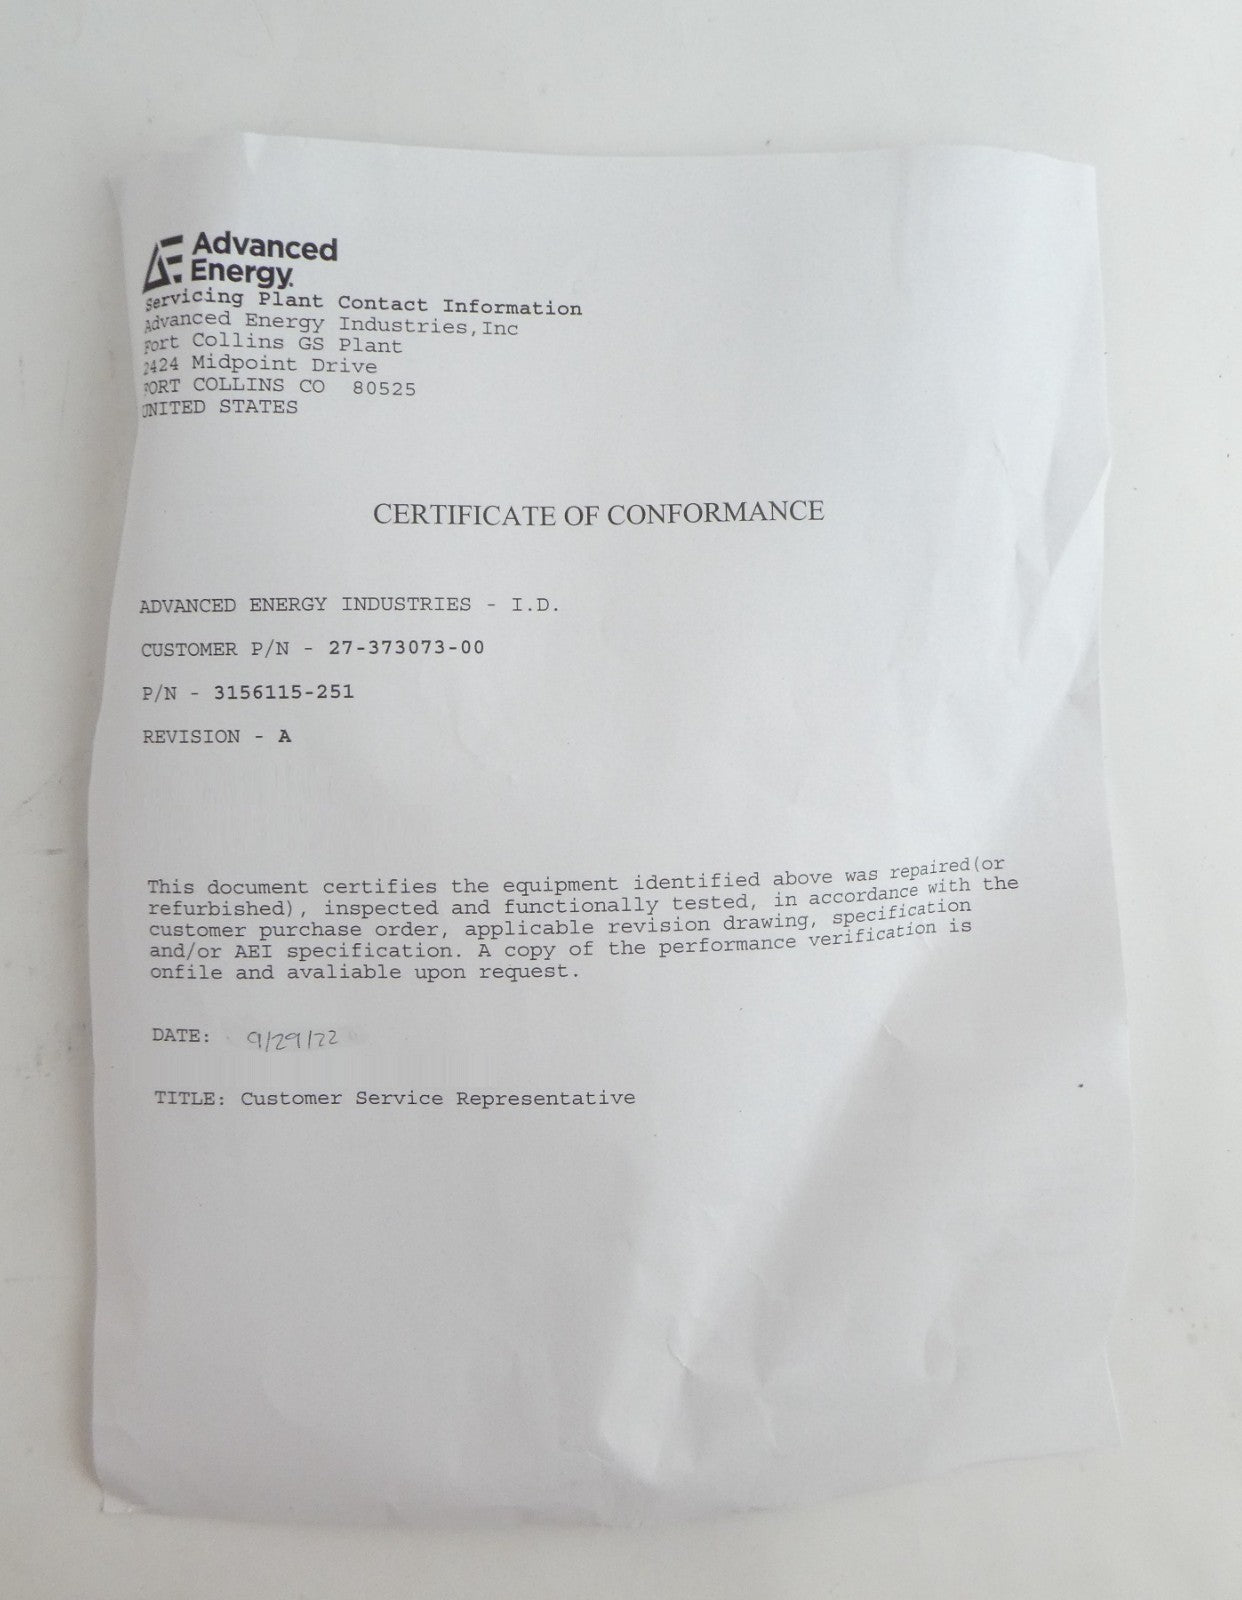 Advanced
Energy
Servicing Plant Contact Information
Advanced Energy Industries,Inc
Fort Collins GS Plant
2424 Midpoint Drive
FORT COLLINS CO 80525
UNITED STATES
CERTIFICATE OF CONFORMANCE
ADVANCED ENERGY INDUSTRIES - I.D.
CUSTOMER P/N - 27-373073-00
P/N - 3156115-251
REVISION - A
This document certifies the equipment identified above was repaired(or
refurbished), inspected and functionally tested, in accordance with the
customer purchase order, applicable revision drawing, specification
and/or AEI specification. A copy of the performance verification is
onfile and avaliable upon request.
DATE: 9/29/22
TITLE: Customer Service Representative